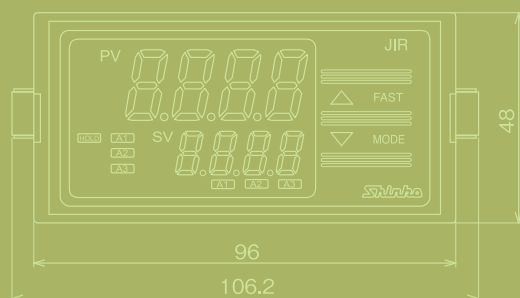 PV
JIR
FAST
SV
HOLD
A1
MODE
A2
A3
A1 A2 A3
Shinko
48
96
106.2